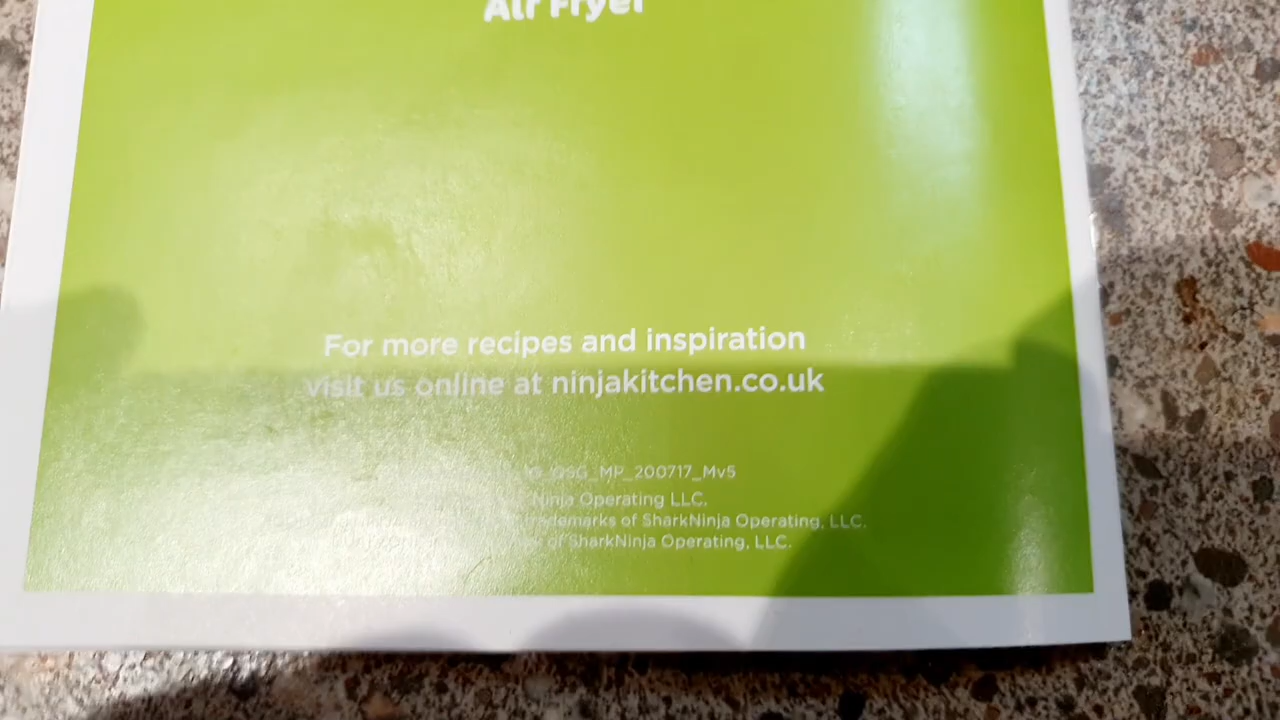 Air Fryer
For more recipes and inspiration
visit us online at ninjakitchen.co.uk
QSG_MP_200717_Mv5
Ninja Operating LLC.
trademarks of SharkNinja Operating, LLC.
of SharkNinja Operating, LLC.